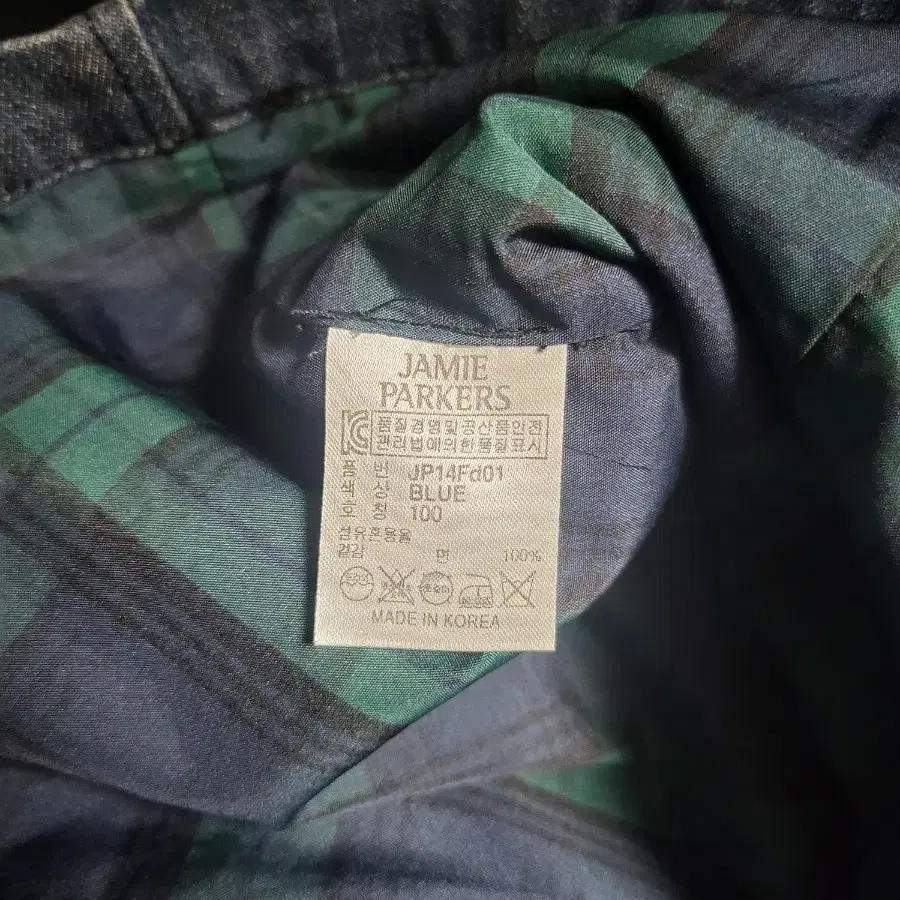 JAMIE
PARKERS
품질경영및공산품안전
관리법에의한품질표시
품 번 JP14Fd01
색 상 BLUE
호 칭 100
섬유혼용율
겉감 면 100%
MADE IN KOREA